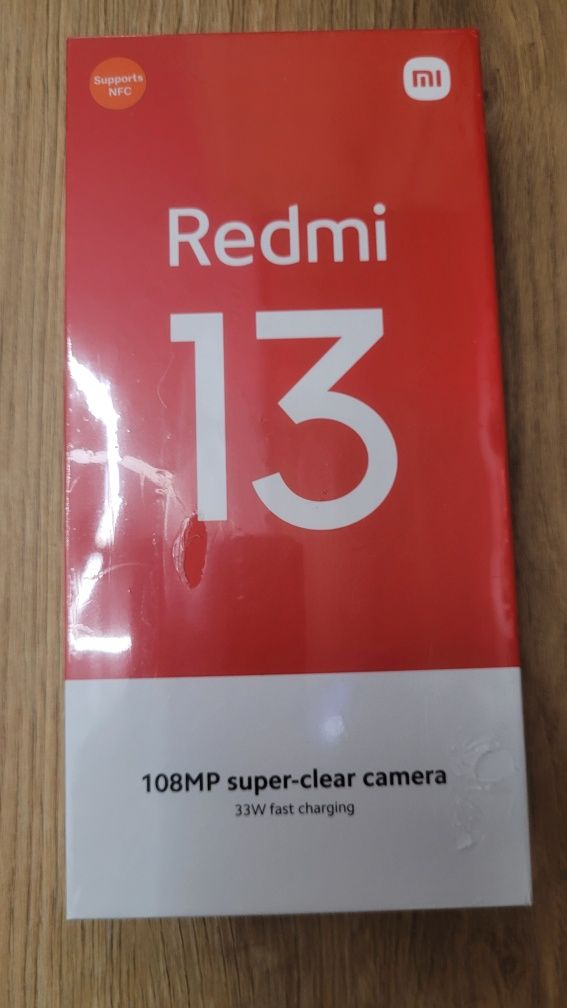 Supports
NFC
mi
Redmi
13
108MP super-clear camera
33W fast charging